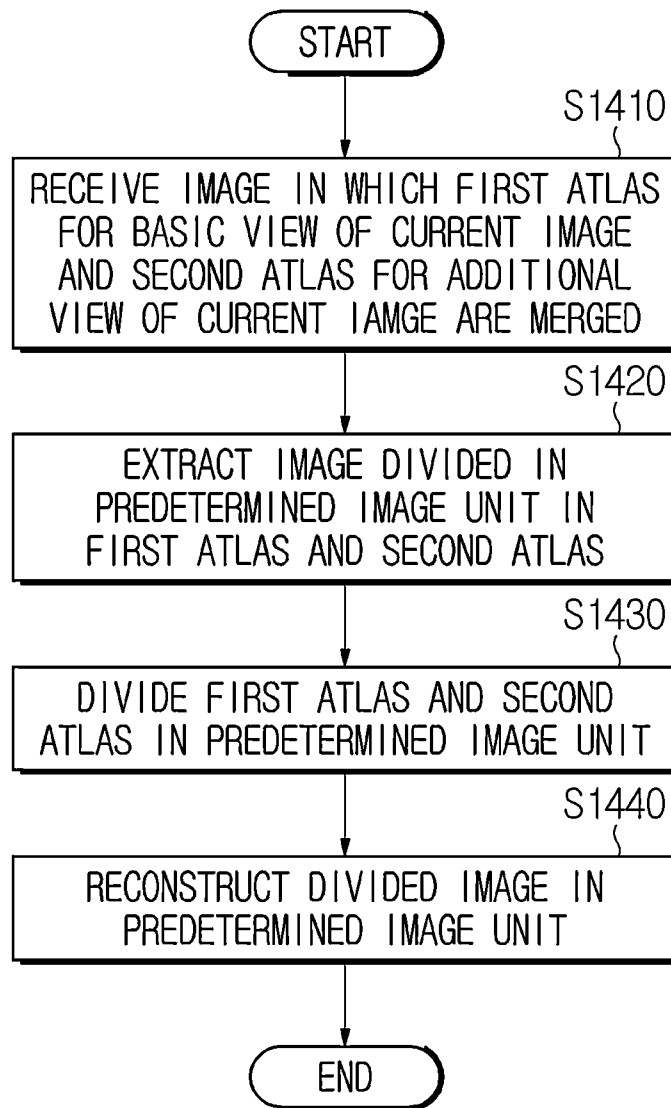 START
S1410
RECEIVE IMAGE IN WHICH FIRST ATLAS
FOR BASIC VIEW OF CURRENT IMAGE
AND SECOND ATLAS FOR ADDITIONAL
VIEW OF CURRENT IAMGE ARE MERGED
S1420
EXTRACT IMAGE DIVIDED IN
PREDETERMINED IMAGE UNIT IN
FIRST ATLAS AND SECOND ATLAS
S1430
DIVIDE FIRST ATLAS AND SECOND
ATLAS IN PREDETERMINED IMAGE UNIT
S1440
RECONSTRUCT DIVIDED IMAGE IN
PREDETERMINED IMAGE UNIT
END